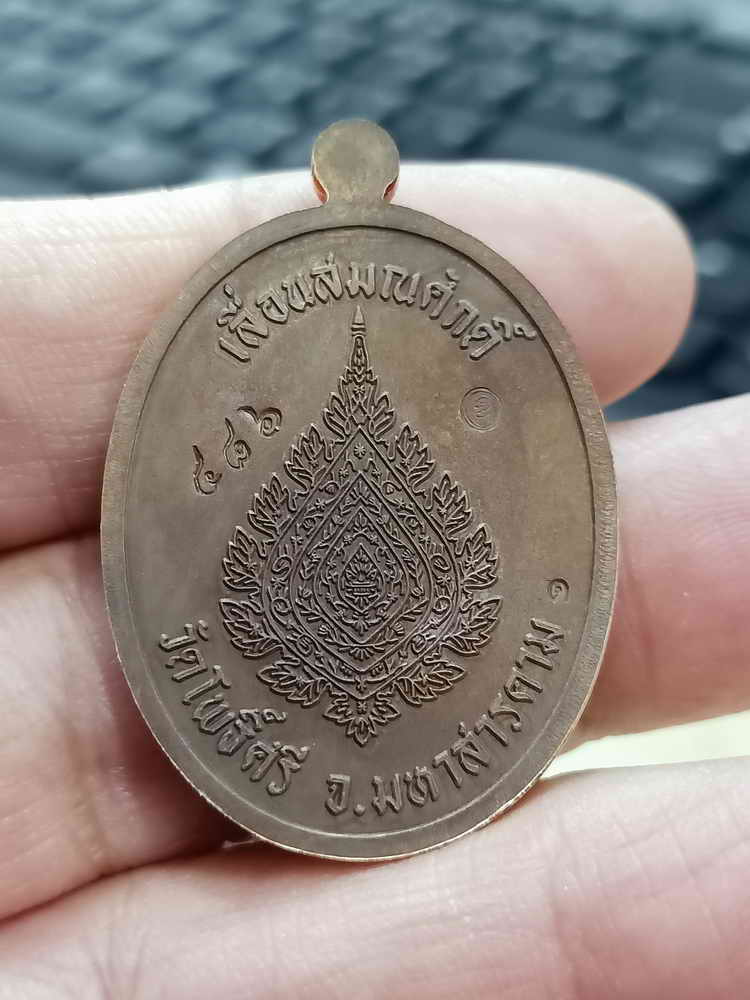 เลื่อนสมณศักดิ์
๔๘๖
๑
วัดโพธิ์ศรี จ.มหาสารคาม